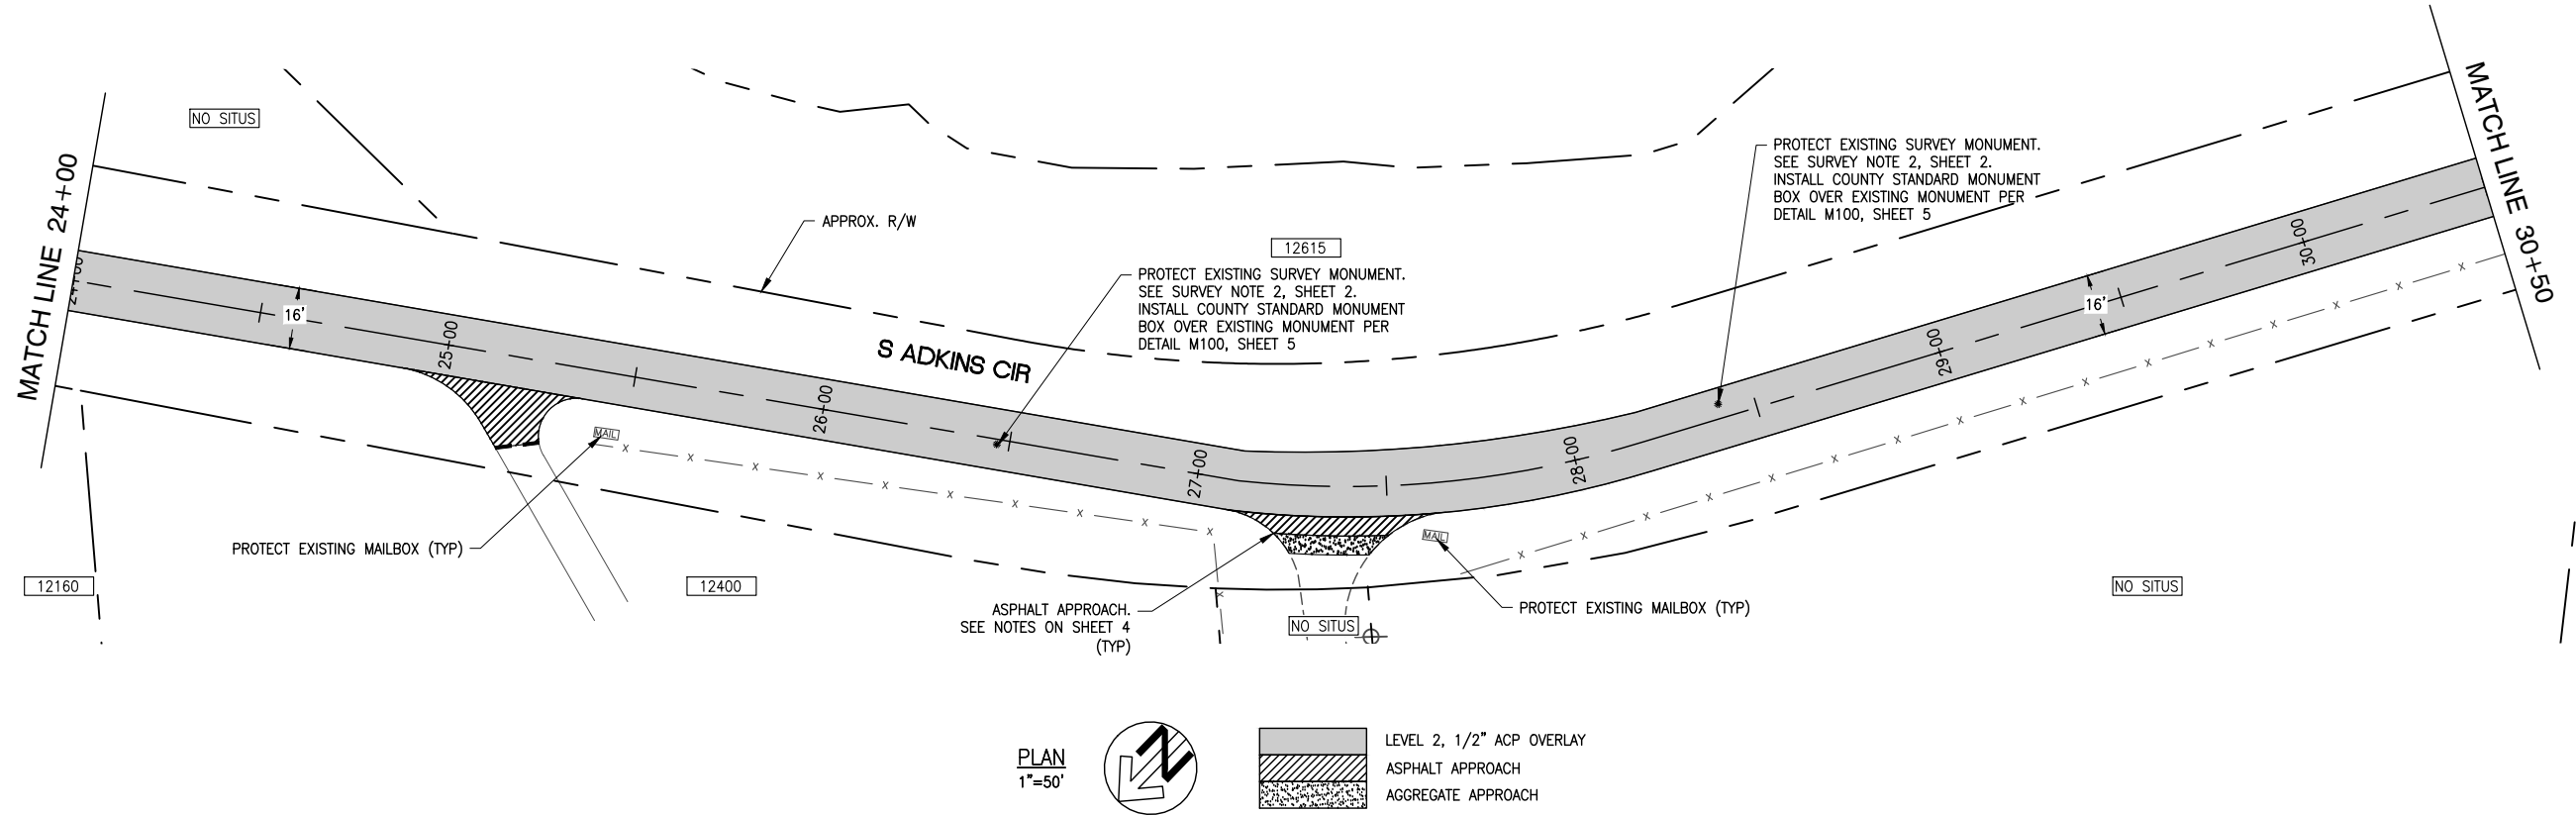 MATCH LINE 24+00
NO SITUS
24+00
16'
25+00
APPROX. R/W
26+00
S ADKINS CIR
12615
PROTECT EXISTING SURVEY MONUMENT.
SEE SURVEY NOTE 2, SHEET 2.
INSTALL COUNTY STANDARD MONUMENT
BOX OVER EXISTING MONUMENT PER
DETAIL M100, SHEET 5
PROTECT EXISTING SURVEY MONUMENT.
SEE SURVEY NOTE 2, SHEET 2.
INSTALL COUNTY STANDARD MONUMENT
BOX OVER EXISTING MONUMENT PER
DETAIL M100, SHEET 5
27+00
28+00
29+00
16'
30+00
MATCH LINE 30+50
MAIL
MAIL
PROTECT EXISTING MAILBOX (TYP)
12160
12400
ASPHALT APPROACH.
SEE NOTES ON SHEET 4
(TYP)
NO SITUS
PROTECT EXISTING MAILBOX (TYP)
NO SITUS
PLAN
1"=50'
N
LEVEL 2, 1/2" ACP OVERLAY
ASPHALT APPROACH
AGGREGATE APPROACH